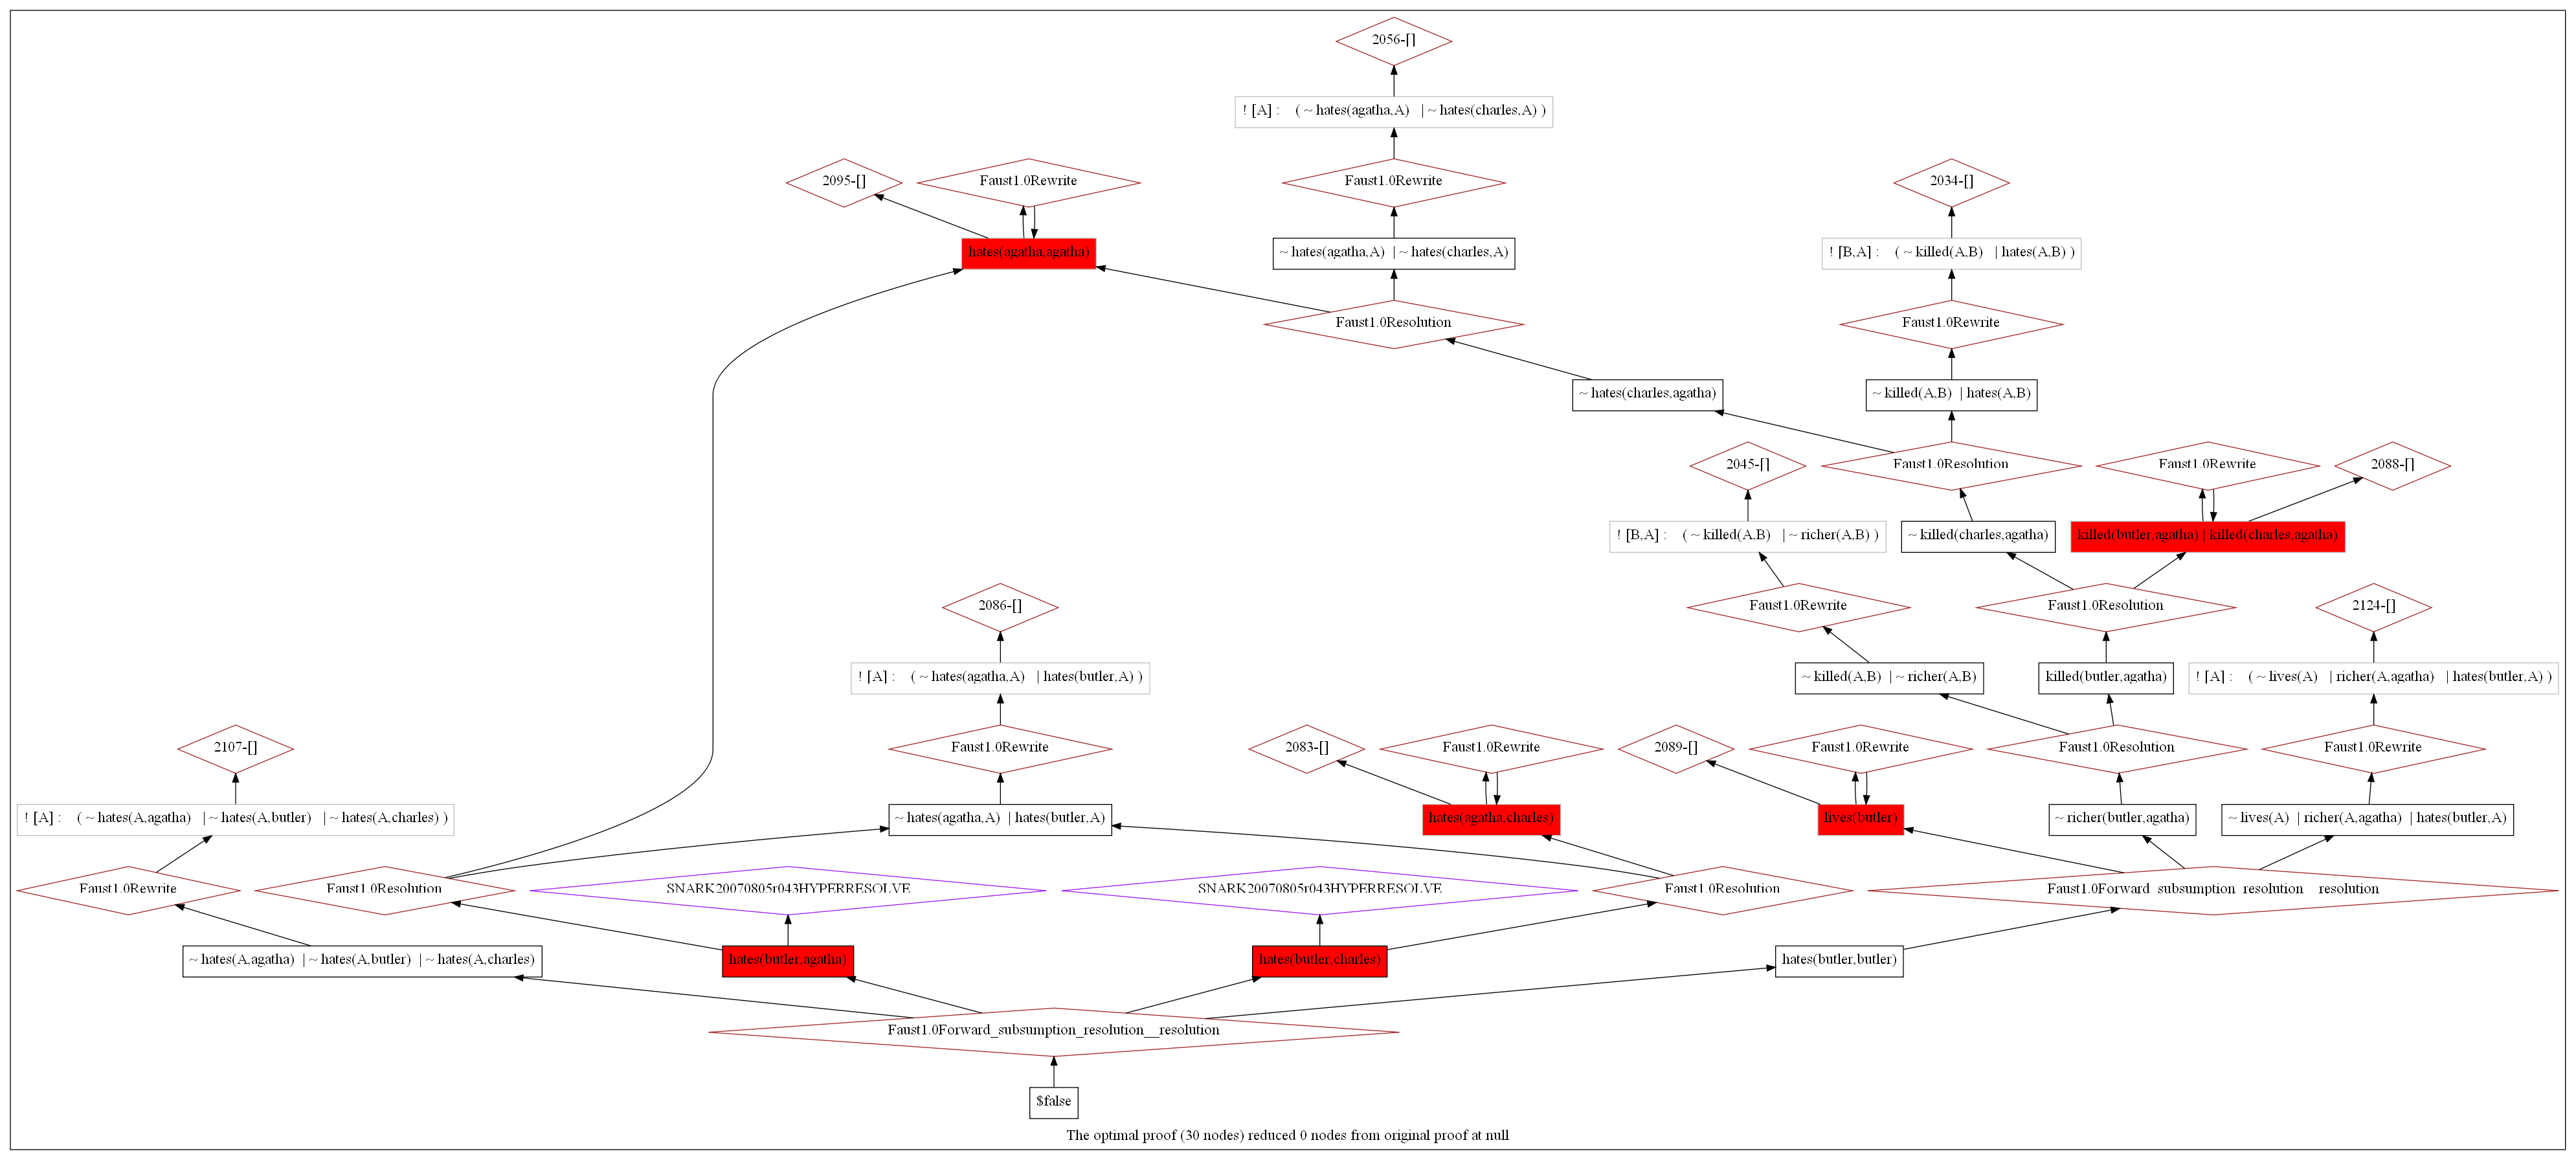 2056-[]
! [A] : ( ~ hates(agatha,A) | ~ hates(charles,A) )
2095-[]
Faust1.0Rewrite
Faust1.0Rewrite
2034-[]
hates(agatha,agatha)
~ hates(agatha,A) | ~ hates(charles,A)
! [B,A] : ( ~ killed(A,B) | hates(A,B) )
Faust1.0Resolution
Faust1.0Rewrite
~ hates(charles,agatha)
~ killed(A,B) | hates(A,B)
2045-[]
Faust1.0Resolution
Faust1.0Rewrite
2088-[]
! [B,A] : ( ~ killed(A,B) | ~ richer(A,B) )
~ killed(charles,agatha)
killed(butler,agatha) | killed(charles,agatha)
2086-[]
Faust1.0Rewrite
Faust1.0Resolution
2124-[]
! [A] : ( ~ hates(agatha,A) | hates(butler,A) )
~ killed(A,B) | ~ richer(A,B)
killed(butler,agatha)
! [A] : ( ~ lives(A) | richer(A,agatha) | hates(butler,A) )
2107-[]
Faust1.0Rewrite
2083-[]
Faust1.0Rewrite
2089-[]
Faust1.0Rewrite
Faust1.0Resolution
Faust1.0Rewrite
! [A] : ( ~ hates(A,agatha) | ~ hates(A,butler) | ~ hates(A,charles) )
~ hates(agatha,A) | hates(butler,A)
hates(agatha,charles)
lives(butler)
~ richer(butler,agatha)
~ lives(A) | richer(A,agatha) | hates(butler,A)
Faust1.0Rewrite
Faust1.0Resolution
SNARK20070805r043HYPERRESOLVE
SNARK20070805r043HYPERRESOLVE
Faust1.0Resolution
Faust1.0Forward_subsumption_resolution__resolution
~ hates(A,agatha) | ~ hates(A,butler) | ~ hates(A,charles)
hates(butler,agatha)
hates(butler,charles)
hates(butler,butler)
Faust1.0Forward_subsumption_resolution__resolution
$false
The optimal proof (30 nodes) reduced 0 nodes from original proof at null